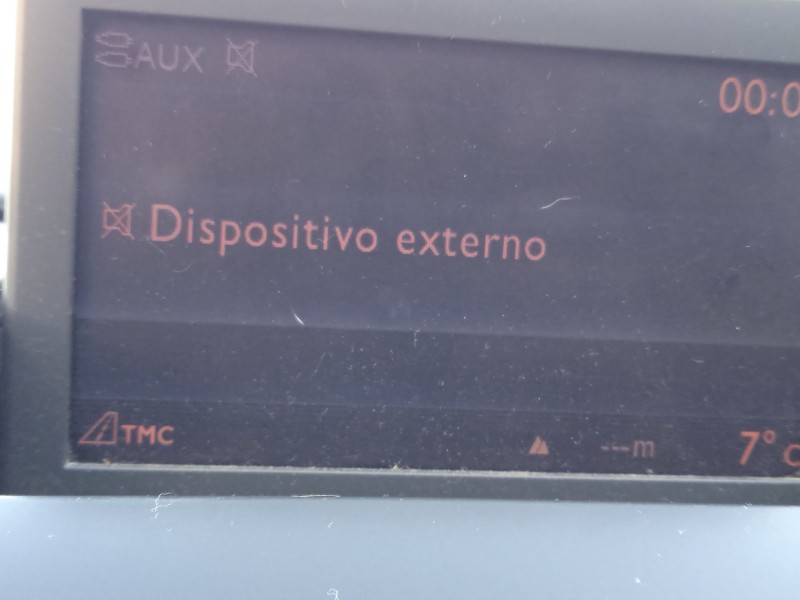 AUX
00:0
Dispositivo externo
TMC
---m
7°C